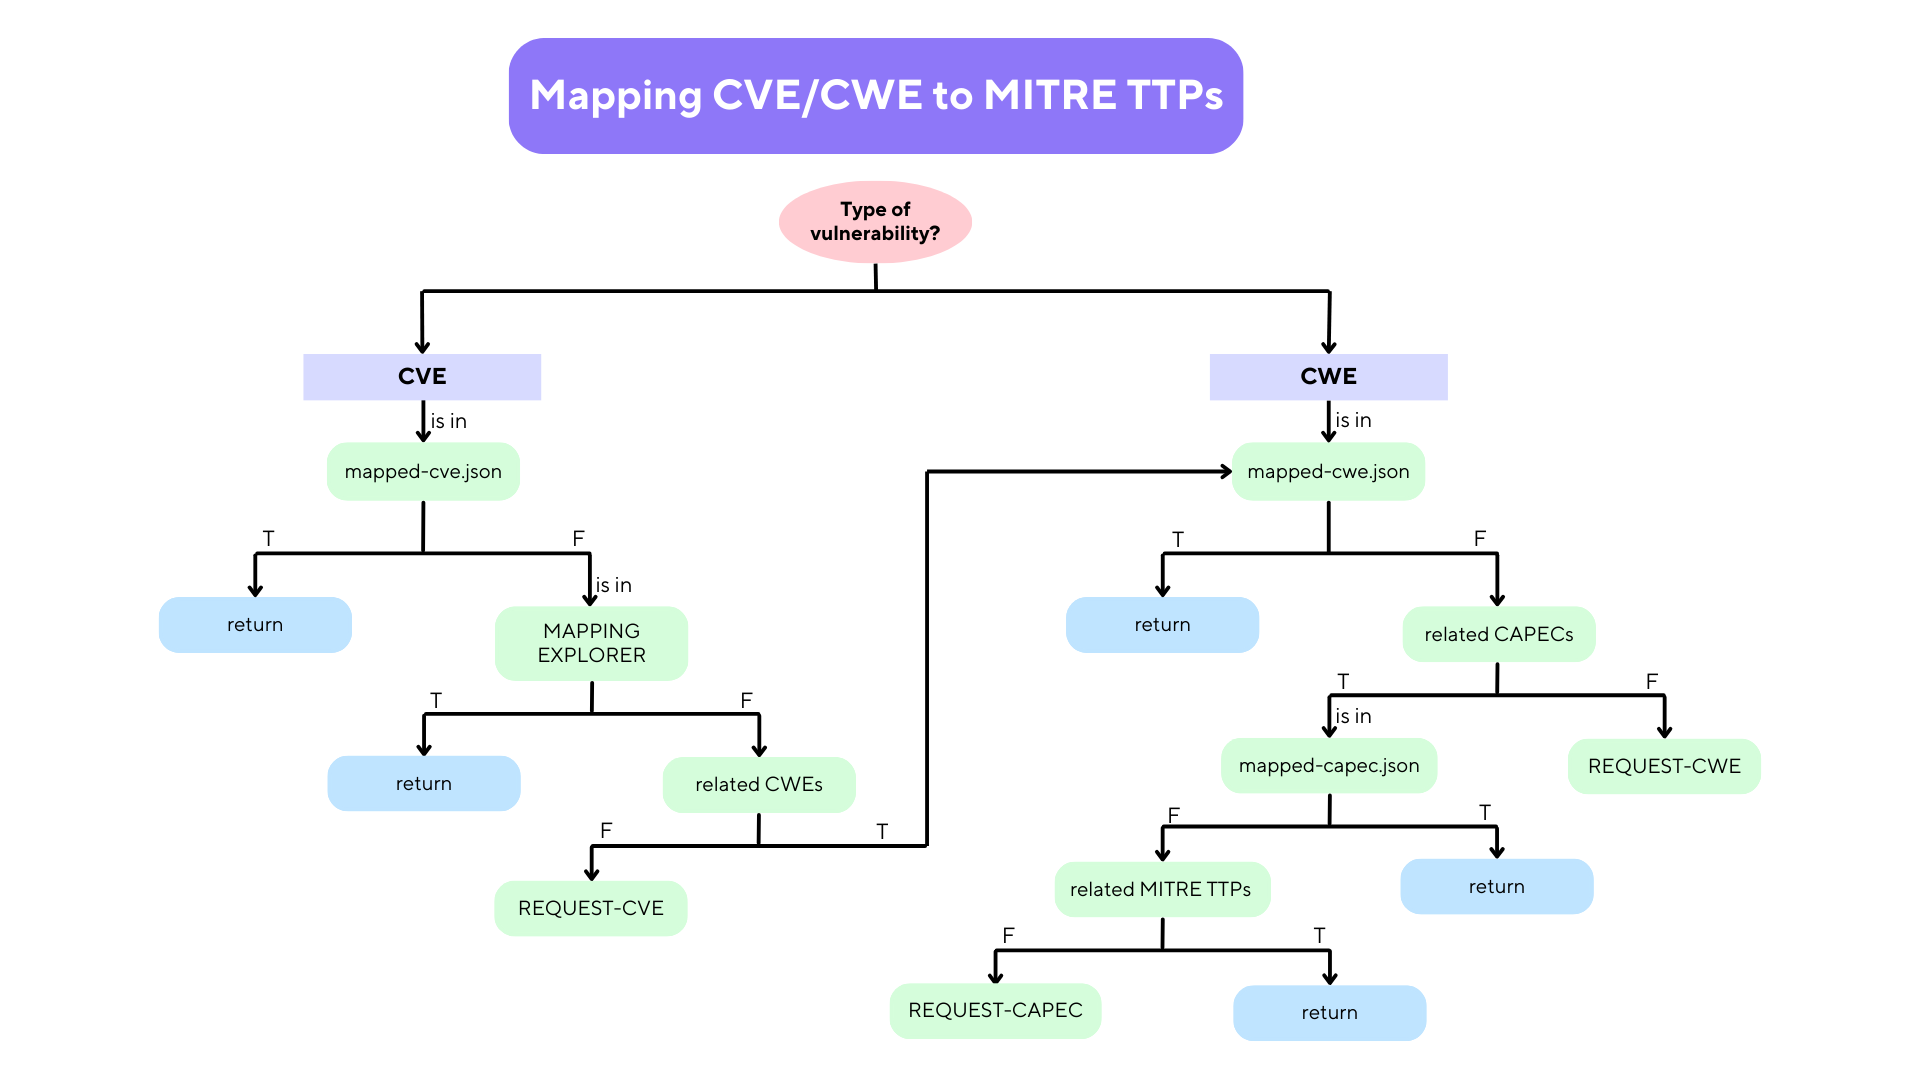 Mapping CVE/CWE to MITRE TTPs
Type of
vulnerability?
CVE
CWE
is in
is in
mapped-cve.json
mapped-cwe.json
T
F
T
F
is in
return
MAPPING
EXPLORER
return
related CAPECs
T
F
T
F
is in
return
related CWEs
mapped-capec.json
REQUEST-CWE
F
T
F
T
REQUEST-CVE
related MITRE TTPs
return
F
T
REQUEST-CAPEC
return